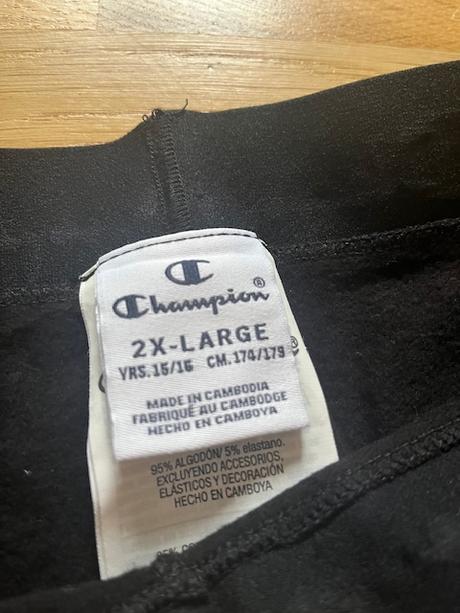 Champion®
2X-LARGE
YRS.15/16 CM.174/179
MADE IN CAMBODIA
FABRIQUÉ AU CAMBODGE
HECHO EN CAMBOYA
95% ALGODÓN/ 5% elastano.
EXCLUYENDO ACCESORIOS,
ELÁSTICOS Y DECORACIÓN
HECHO EN CAMBOYA